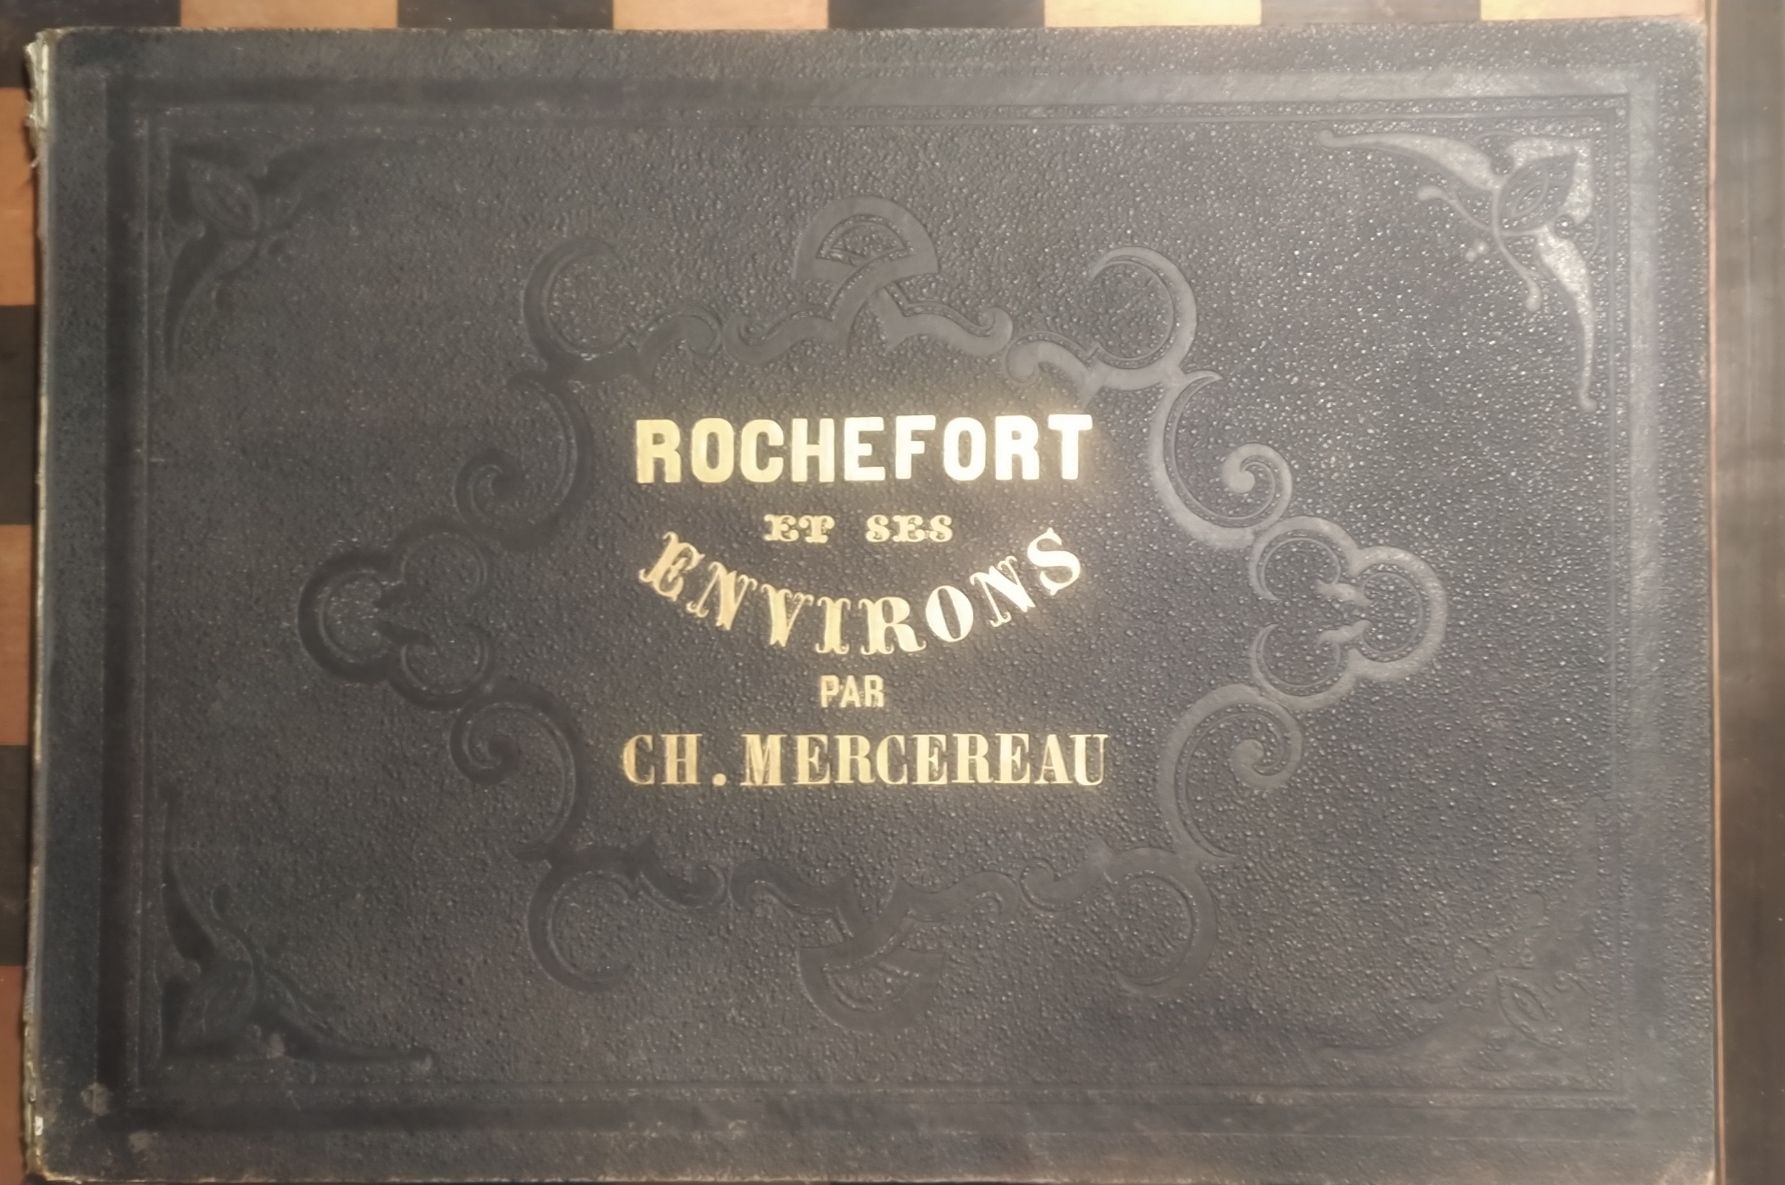 ROCHEFORT
ET SES
ENVIRONS
PAR
CH. MERCEREAU